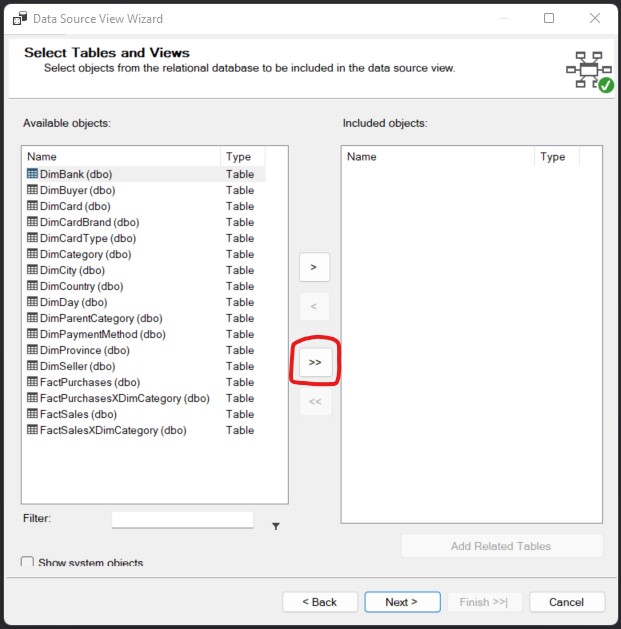 Data Source View Wizard
Select Tables and Views
Select objects from the relational database to be included in the data source view.
Available objects:
Included objects:
Name Type
Name Type
DimBank (dbo) Table
DimBuyer (dbo) Table
DimCard (dbo) Table
DimCardBrand (dbo) Table
DimCardType (dbo) Table
DimCategory (dbo) Table
DimCity (dbo) Table
DimCountry (dbo) Table
DimDay (dbo) Table
DimParentCategory (dbo) Table
DimPaymentMethod (dbo) Table
DimProvince (dbo) Table
DimSeller (dbo) Table
FactPurchases (dbo) Table
FactPurchasesXDimCategory (dbo) Table
FactSales (dbo) Table
FactSalesXDimCategory (dbo) Table
>
<
>>
<<
Filter:
Add Related Tables
Show system objects
< Back
Next >
Finish >>|
Cancel